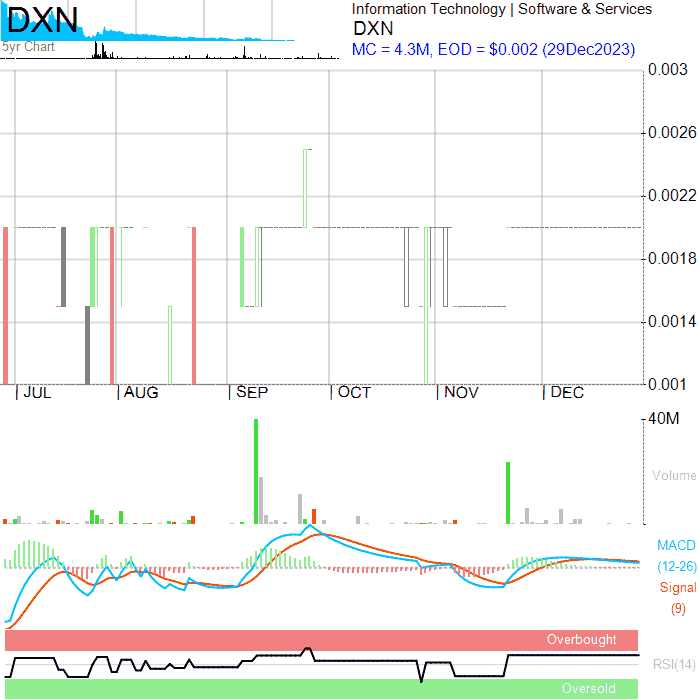 DXN
5yr Chart
Information Technology | Software & Services
DXN
MC = 4.3M, EOD = $0.002 (29Dec2023)
0.003
0.0026
0.0022
0.0018
0.0014
0.001
JUL AUG SEP OCT NOV DEC
40M
Volume
MACD
(12-26)
Signal
(9)
Overbought
RSI(14)
Oversold